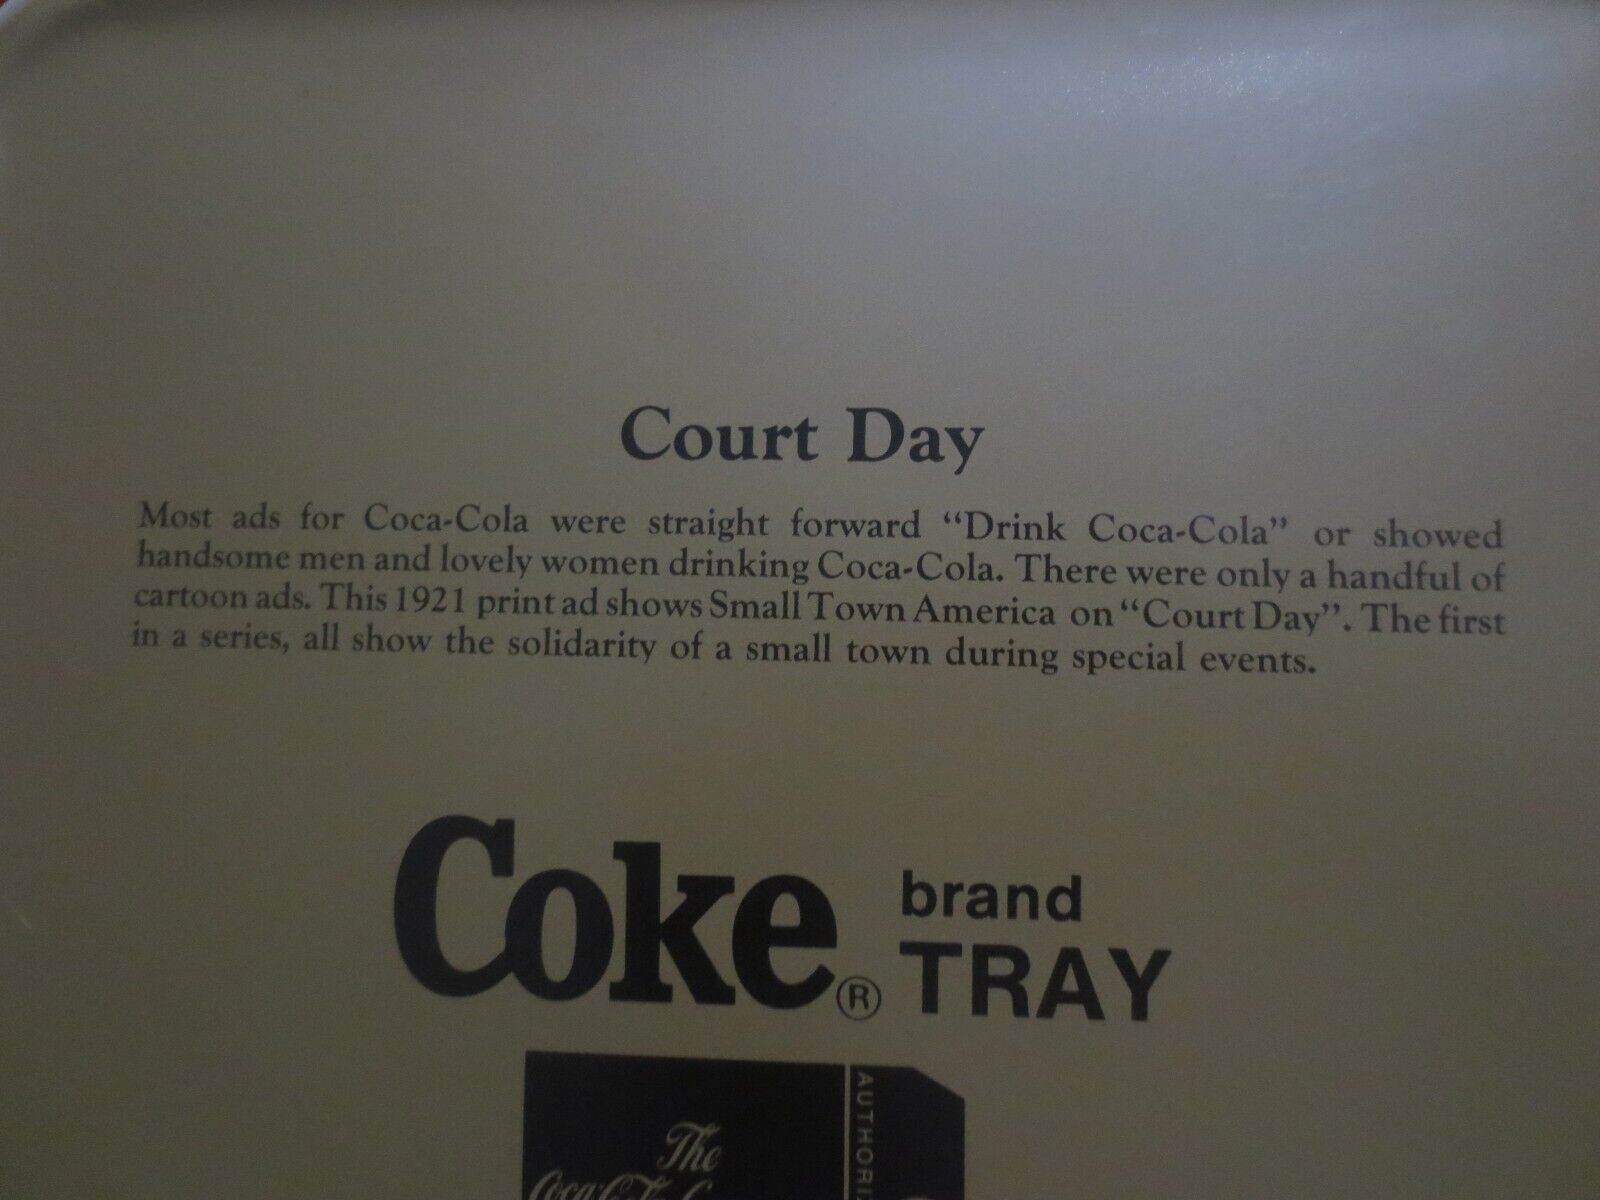 Court Day
Most ads for Coca-Cola were straight forward “Drink Coca-Cola” or showed
handsome men and lovely women drinking Coca-Cola. There were only a handful of
cartoon ads. This 1921 print ad shows Small Town America on “Court Day”. The first
in a series, all show the solidarity of a small town during special events.
Coke® brand
TRAY
The